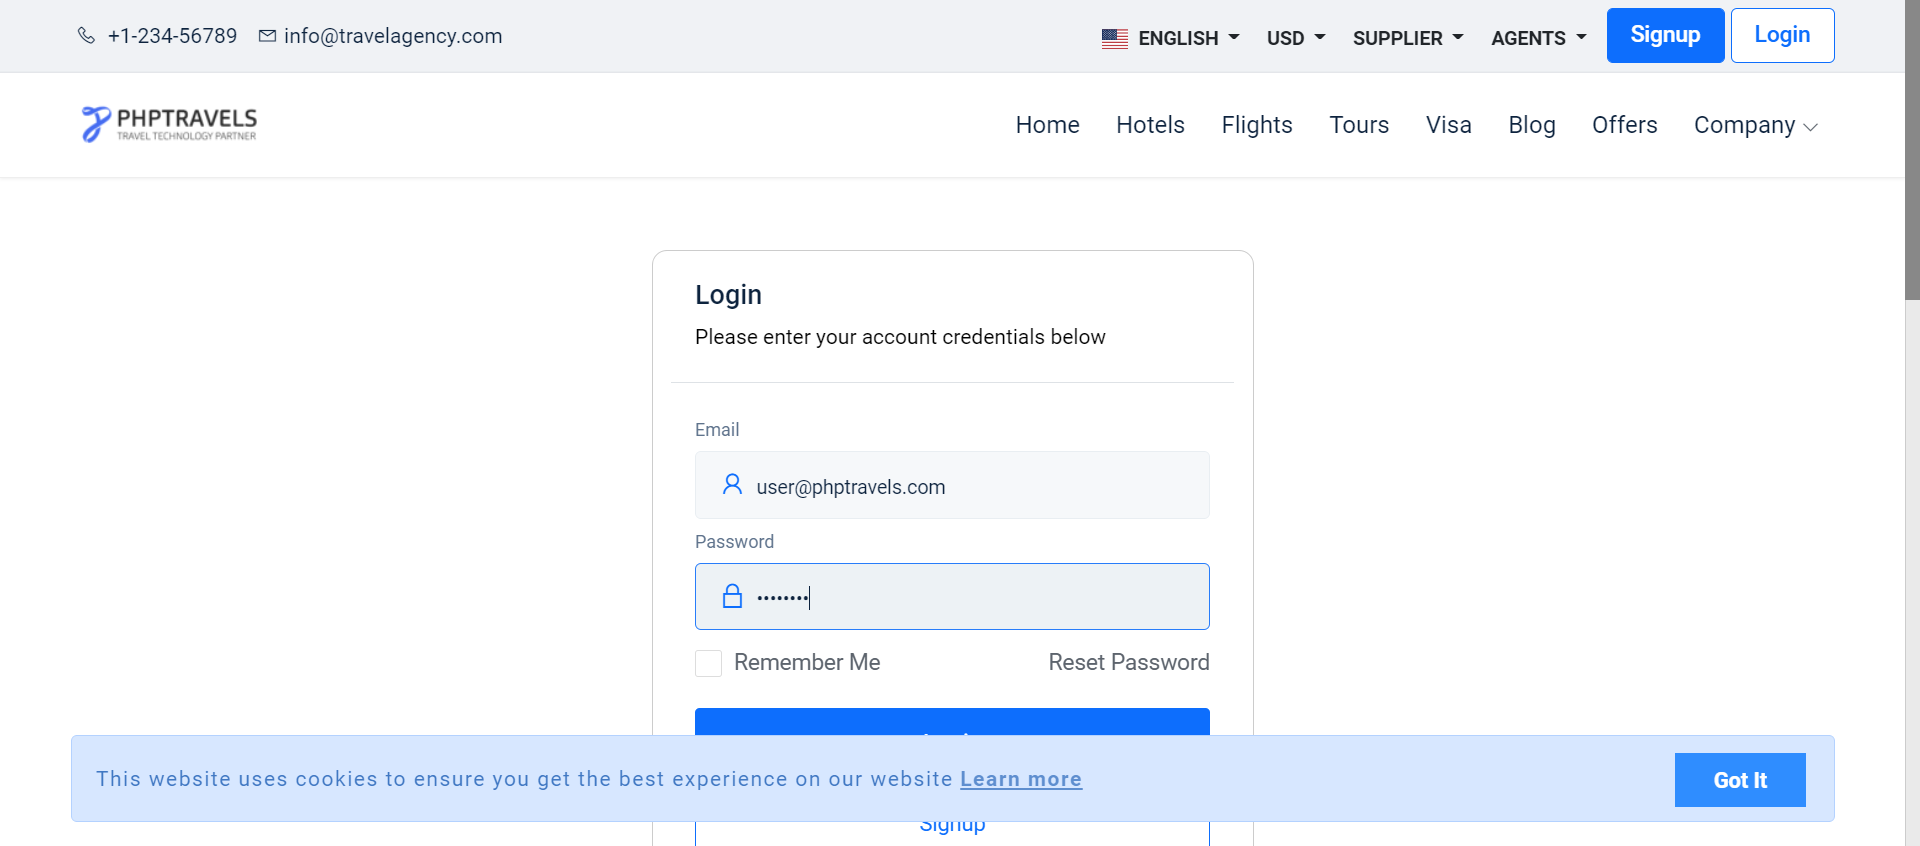 +1-234-56789 info@travelagency.com ENGLISH USD SUPPLIER AGENTS Signup Login
PHPTRAVELS
TRAVEL TECHNOLOGY PARTNER
Home Hotels Flights Tours Visa Blog Offers Company
Login
Please enter your account credentials below
Email
user@phptravels.com
Password
••••••••
Remember Me Reset Password
This website uses cookies to ensure you get the best experience on our website Learn more Got It
Signup